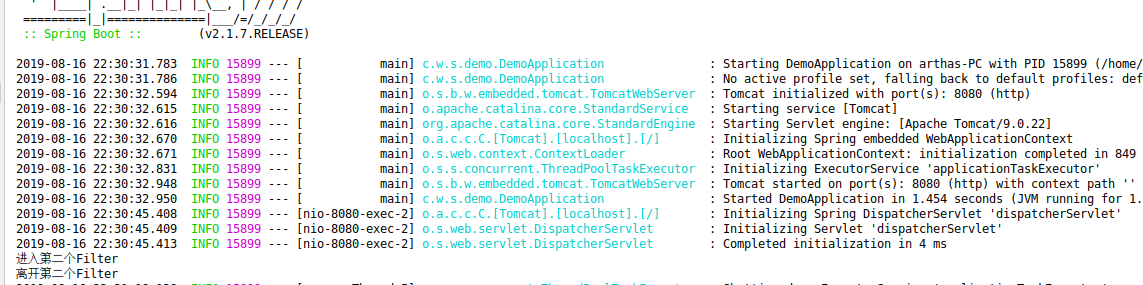 =========|_|==============|___/=/_/_/_/
:: Spring Boot ::        (v2.1.7.RELEASE)
2019-08-16 22:30:31.783  INFO 15899 --- [           main] c.w.s.demo.DemoApplication               : Starting DemoApplication on arthas-PC with PID 15899 (/home/
2019-08-16 22:30:31.786  INFO 15899 --- [           main] c.w.s.demo.DemoApplication               : No active profile set, falling back to default profiles: def
2019-08-16 22:30:32.594  INFO 15899 --- [           main] o.s.b.w.embedded.tomcat.TomcatWebServer  : Tomcat initialized with port(s): 8080 (http)
2019-08-16 22:30:32.615  INFO 15899 --- [           main] o.apache.catalina.core.StandardService   : Starting service [Tomcat]
2019-08-16 22:30:32.616  INFO 15899 --- [           main] org.apache.catalina.core.StandardEngine  : Starting Servlet engine: [Apache Tomcat/9.0.22]
2019-08-16 22:30:32.670  INFO 15899 --- [           main] o.a.c.c.C.[Tomcat].[localhost].[/]       : Initializing Spring embedded WebApplicationContext
2019-08-16 22:30:32.671  INFO 15899 --- [           main] o.s.web.context.ContextLoader            : Root WebApplicationContext: initialization completed in 849
2019-08-16 22:30:32.831  INFO 15899 --- [           main] o.s.s.concurrent.ThreadPoolTaskExecutor  : Initializing ExecutorService 'applicationTaskExecutor'
2019-08-16 22:30:32.948  INFO 15899 --- [           main] o.s.b.w.embedded.tomcat.TomcatWebServer  : Tomcat started on port(s): 8080 (http) with context path ''
2019-08-16 22:30:32.950  INFO 15899 --- [           main] c.w.s.demo.DemoApplication               : Started DemoApplication in 1.454 seconds (JVM running for 1.
2019-08-16 22:30:45.408  INFO 15899 --- [nio-8080-exec-2] o.a.c.c.C.[Tomcat].[localhost].[/]       : Initializing Spring DispatcherServlet 'dispatcherServlet'
2019-08-16 22:30:45.409  INFO 15899 --- [nio-8080-exec-2] o.s.web.servlet.DispatcherServlet        : Initializing Servlet 'dispatcherServlet'
2019-08-16 22:30:45.413  INFO 15899 --- [nio-8080-exec-2] o.s.web.servlet.DispatcherServlet        : Completed initialization in 4 ms
进入第二个Filter
离开第二个Filter